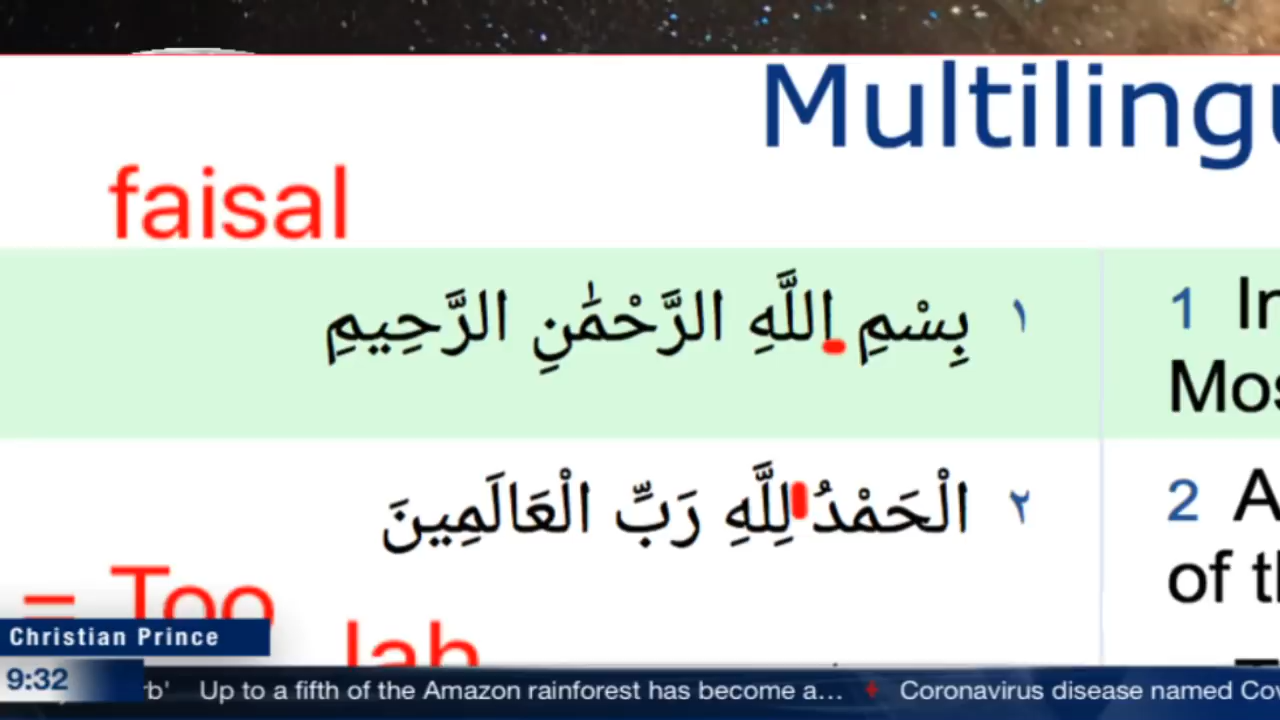 Multilingu
faisal
١ بِسْمِ اللَّهِ الرَّحْمَٰنِ الرَّحِيمِ
1 In
Mos
٢ الْحَمْدُ لِلَّهِ رَبِّ الْعَالَمِينَ
2 A
of t
= Too
lah
Christian Prince
9:32 rb' Up to a fifth of the Amazon rainforest has become a... Coronavirus disease named Cov